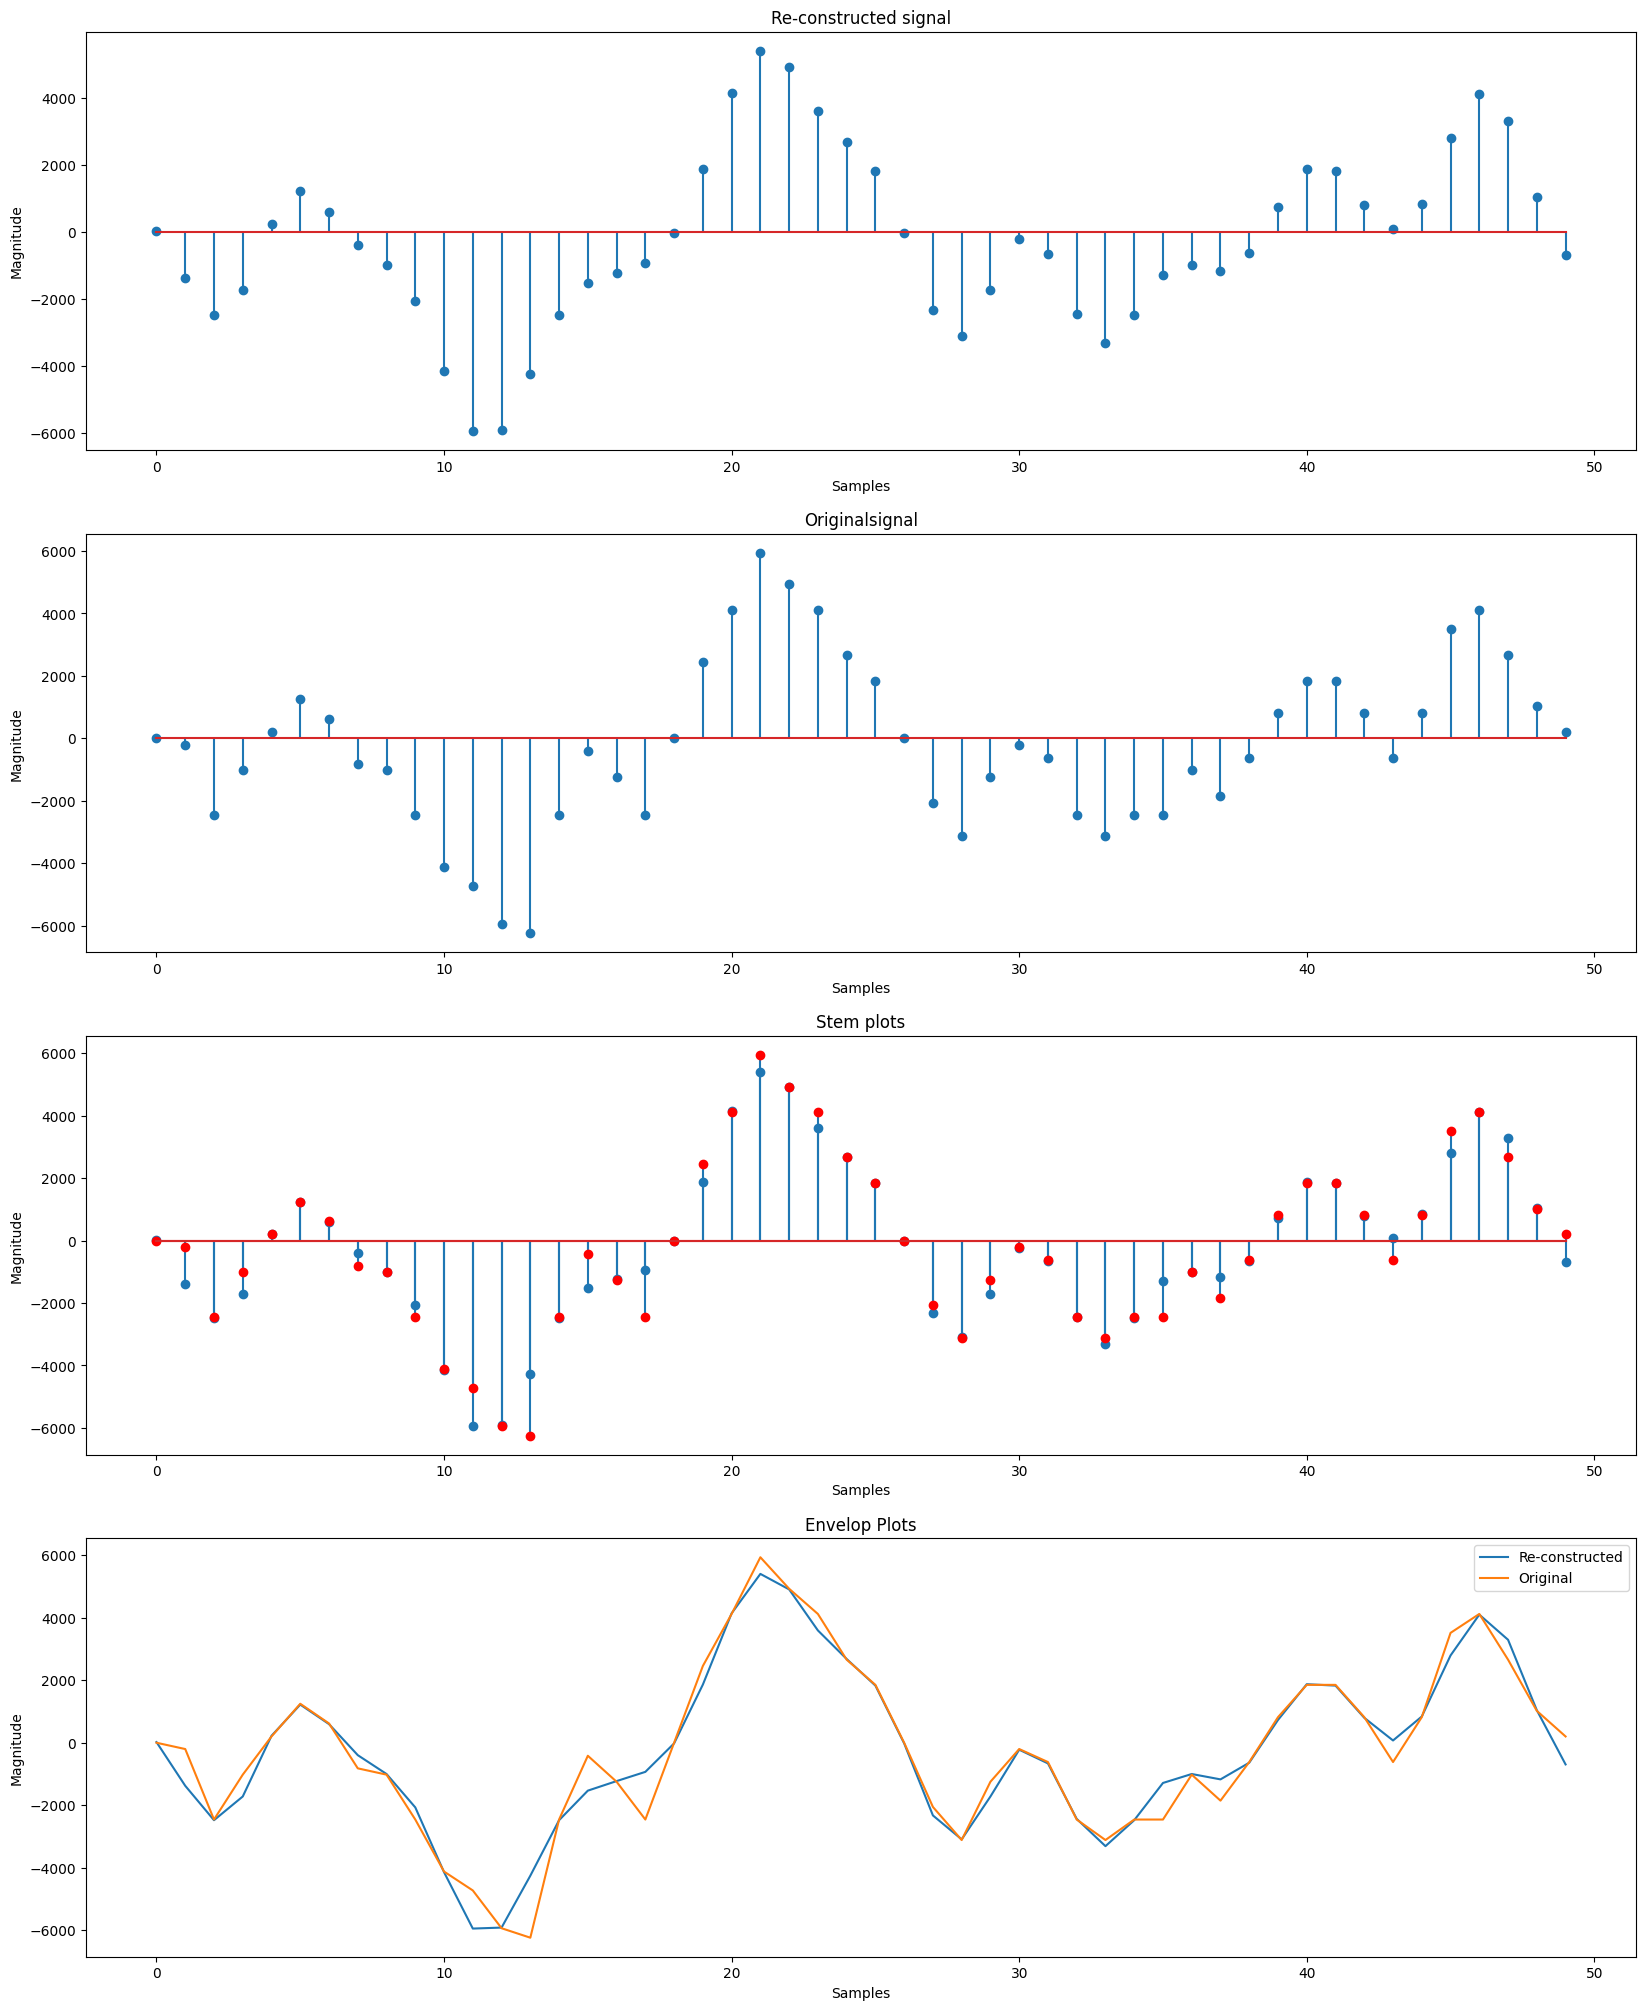 Re-constructed signal
4000
2000
0
−2000
−4000
−6000
Magnitude
0 10 20 30 40 50
Samples
Originalsignal
6000
4000
2000
0
−2000
−4000
−6000
Magnitude
0 10 20 30 40 50
Samples
Stem plots
6000
4000
2000
0
−2000
−4000
−6000
Magnitude
0 10 20 30 40 50
Samples
Envelop Plots
Re-constructed
Original
6000
4000
2000
0
−2000
−4000
−6000
Magnitude
0 10 20 30 40 50
Samples